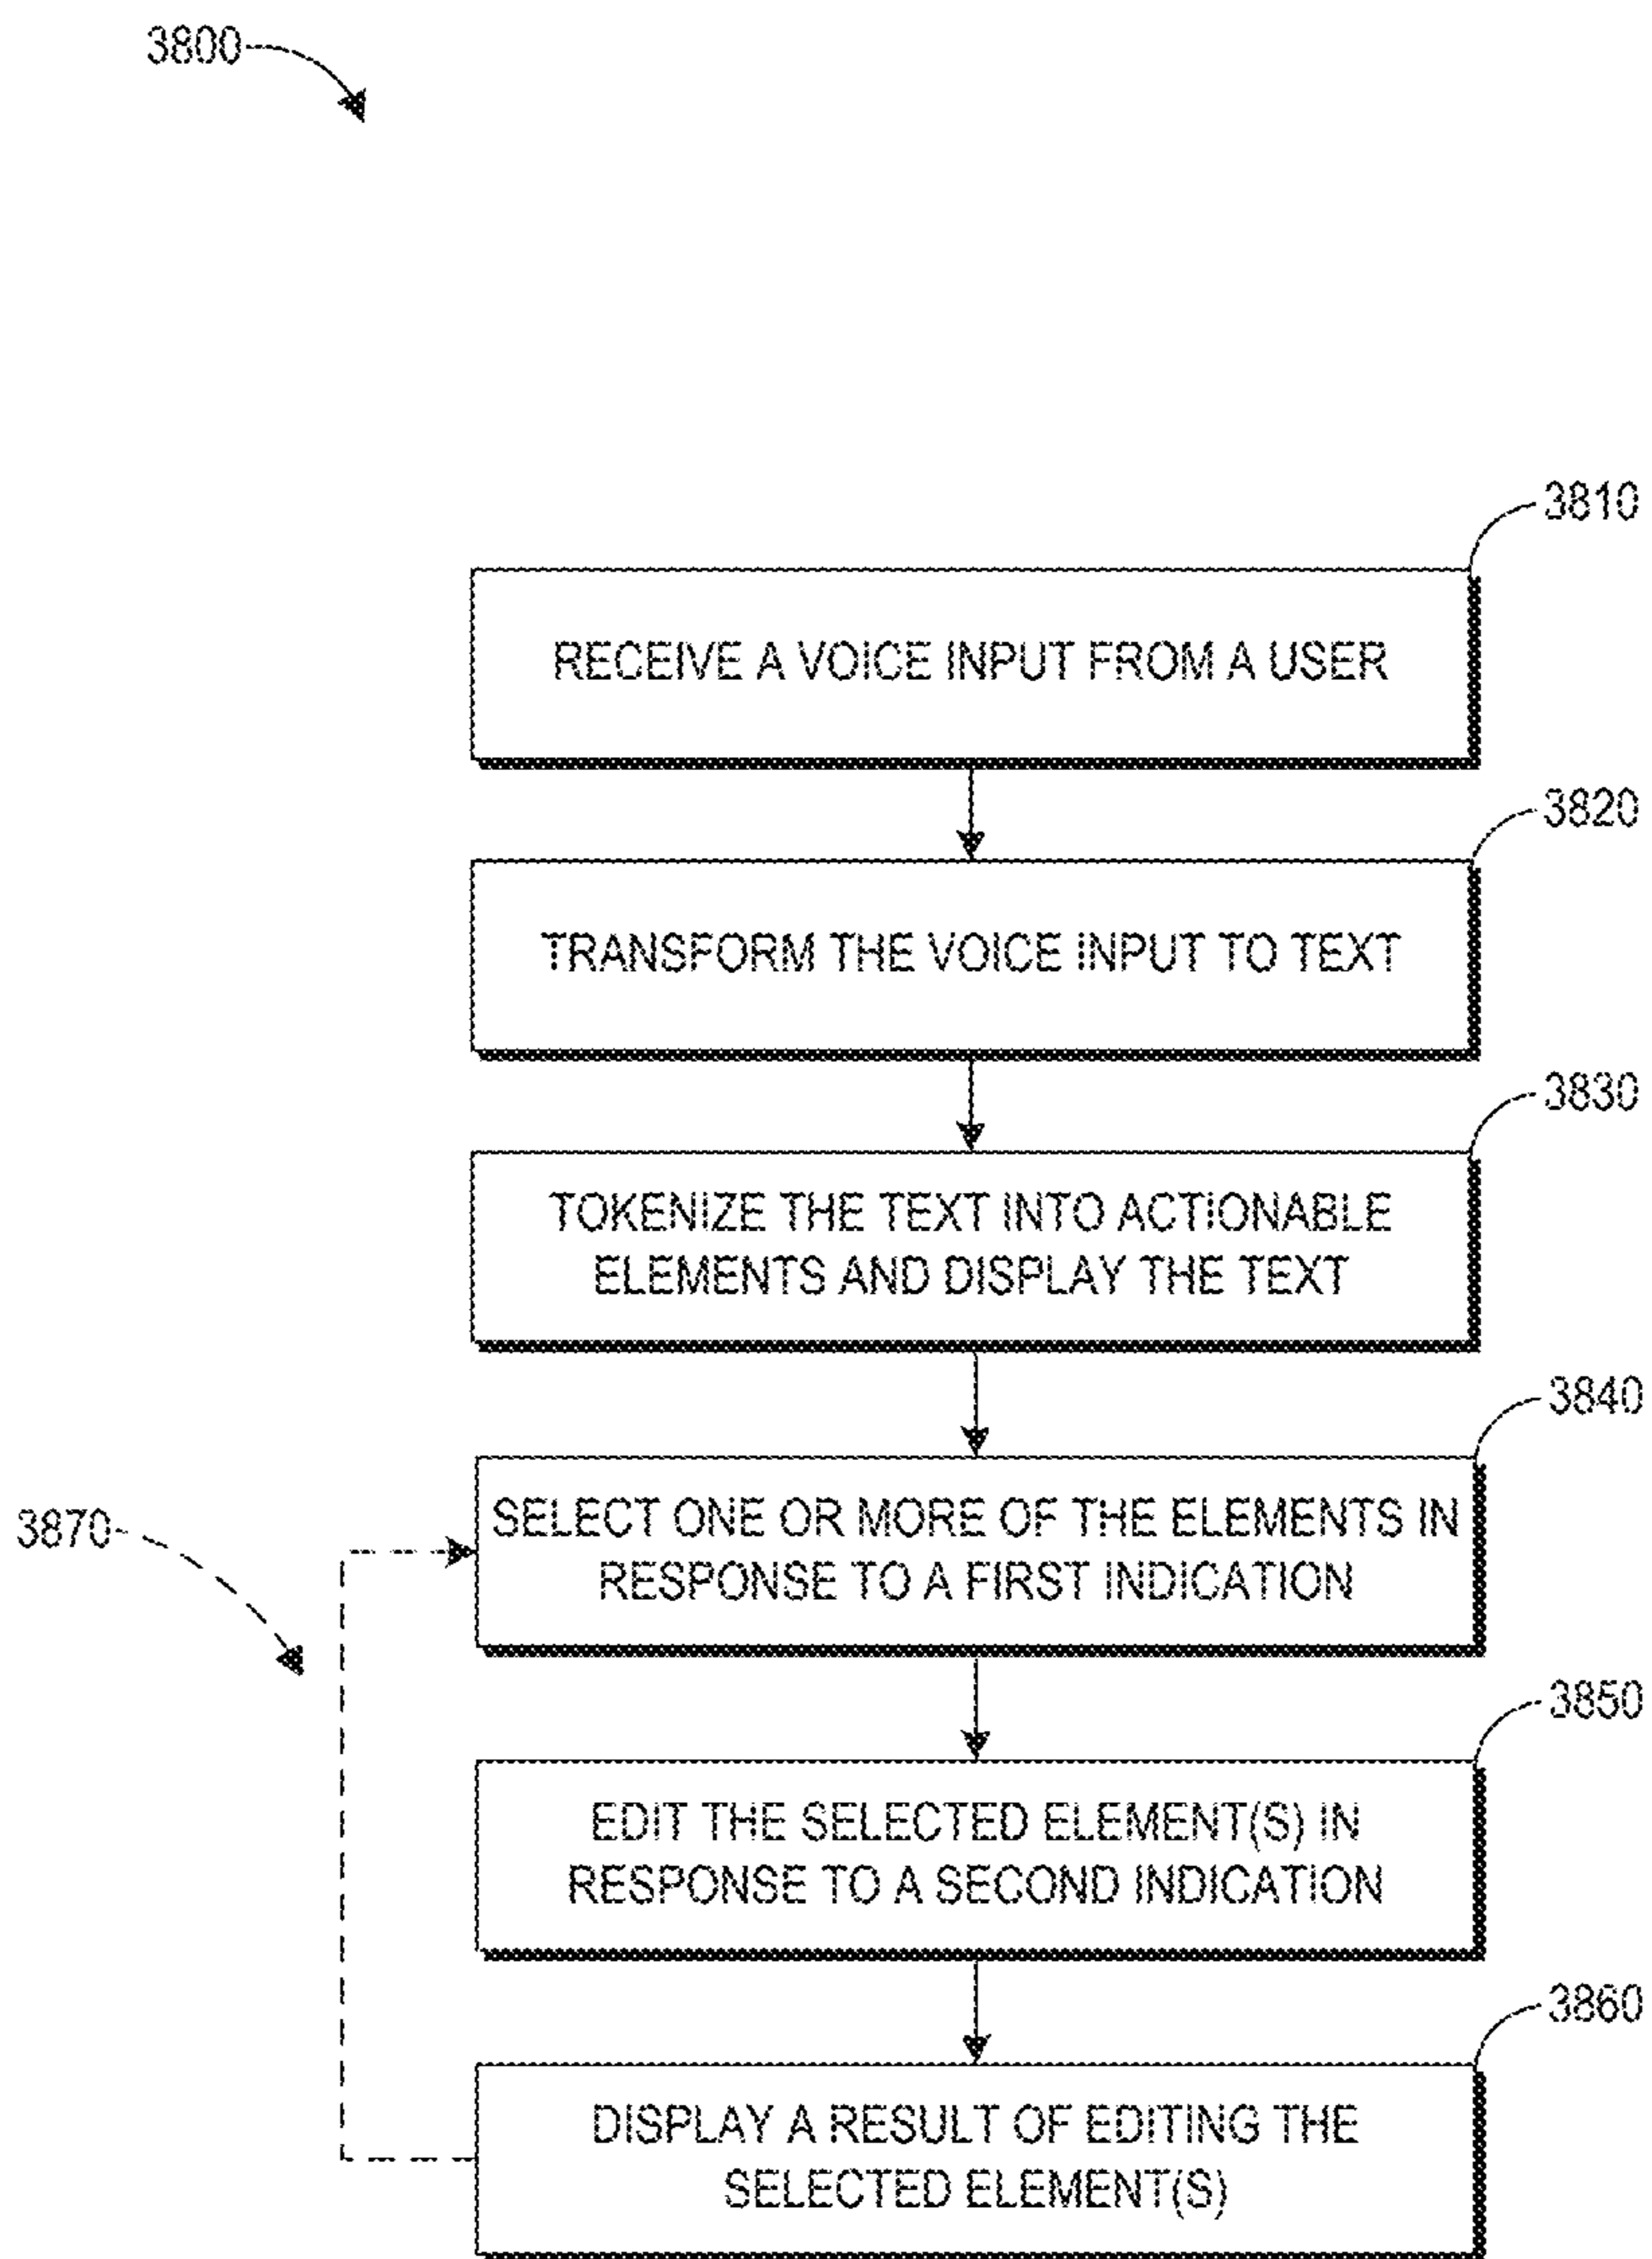 3800
3810
RECEIVE A VOICE INPUT FROM A USER
3820
TRANSFORM THE VOICE INPUT TO TEXT
3830
TOKENIZE THE TEXT INTO ACTIONABLE
ELEMENTS AND DISPLAY THE TEXT
3840
SELECT ONE OR MORE OF THE ELEMENTS IN
RESPONSE TO A FIRST INDICATION
3870
3850
EDIT THE SELECTED ELEMENT(S) IN
RESPONSE TO A SECOND INDICATION
3860
DISPLAY A RESULT OF EDITING THE
SELECTED ELEMENT(S)